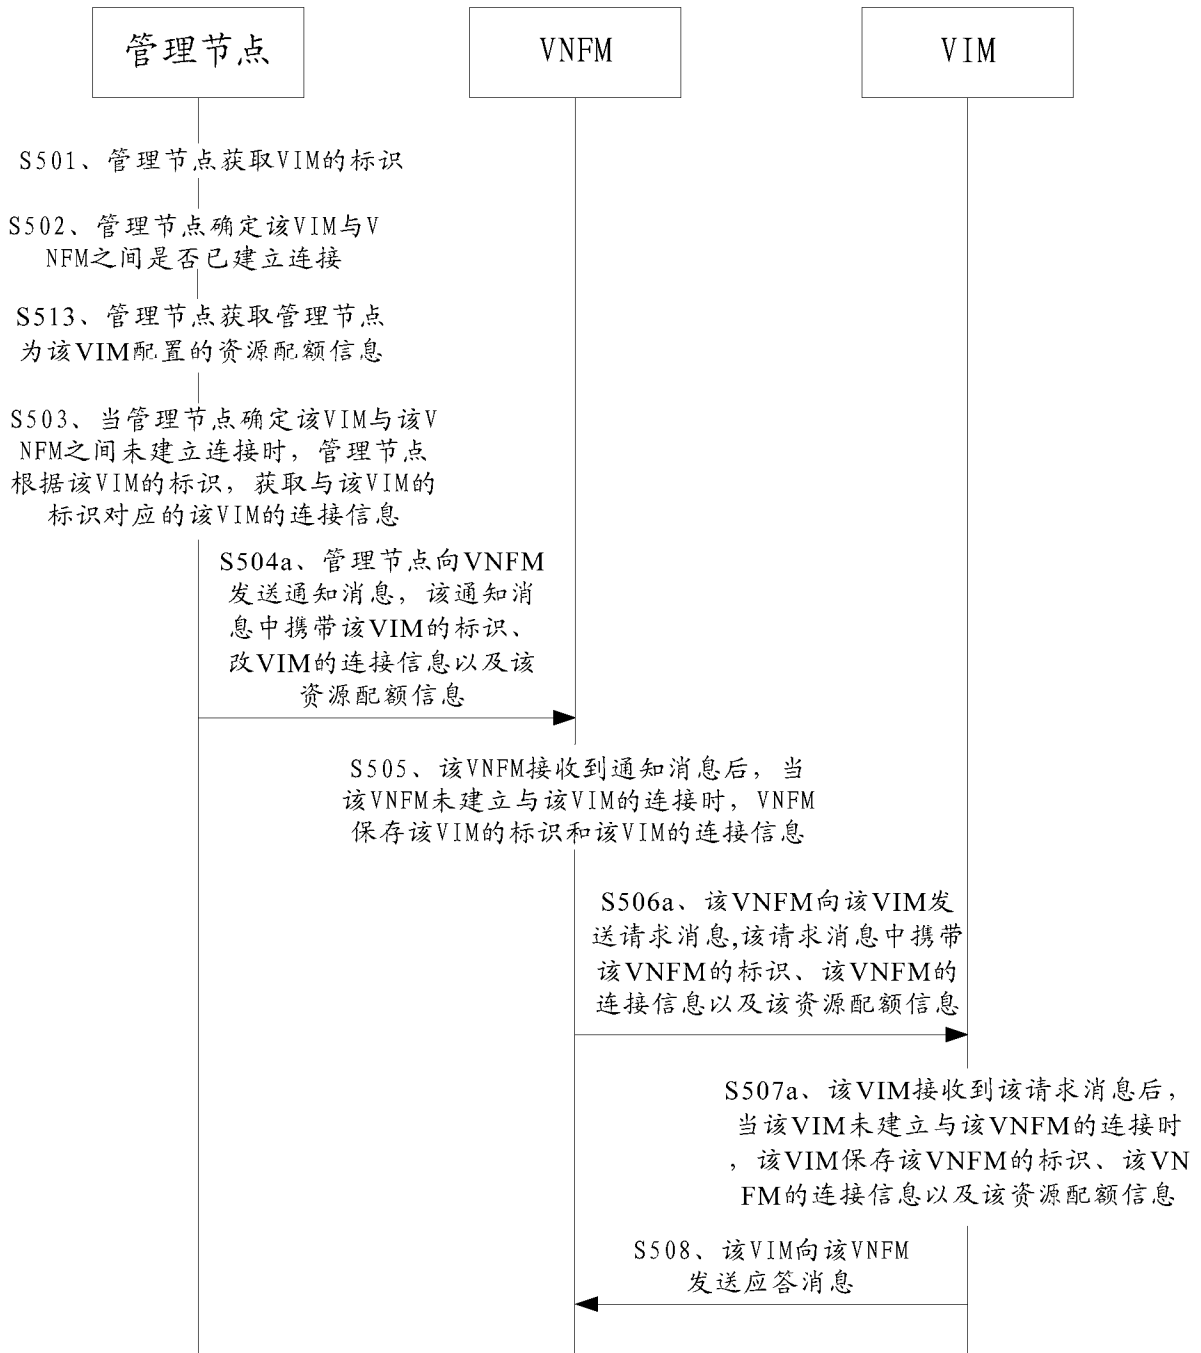 管理节点
VNFM
VIM
S501、管理节点获取VIM的标识
S502、管理节点确定该VIM与V
NFM之间是否已建立连接
S513、管理节点获取管理节点
为该VIM配置的资源配额信息
S503、当管理节点确定该VIM与该V
NFM之间未建立连接时，管理节点
根据该VIM的标识，获取与该VIM的
标识对应的该VIM的连接信息
S504a、管理节点向VNFM
发送通知消息，该通知消
息中携带该VIM的标识、
改VIM的连接信息以及该
资源配额信息
S505、该VNFM接收到通知消息后，当
该VNFM未建立与该VIM的连接时，VNFM
保存该VIM的标识和该VIM的连接信息
S506a、该VNFM向该VIM发
送请求消息,该请求消息中携带
该VNFM的标识、该VNFM的
连接信息以及该资源配额信息
S507a、该VIM接收到该请求消息后，
当该VIM未建立与该VNFM的连接时
，该VIM保存该VNFM的标识、该VN
FM的连接信息以及该资源配额信息
S508、该VIM向该VNFM
发送应答消息